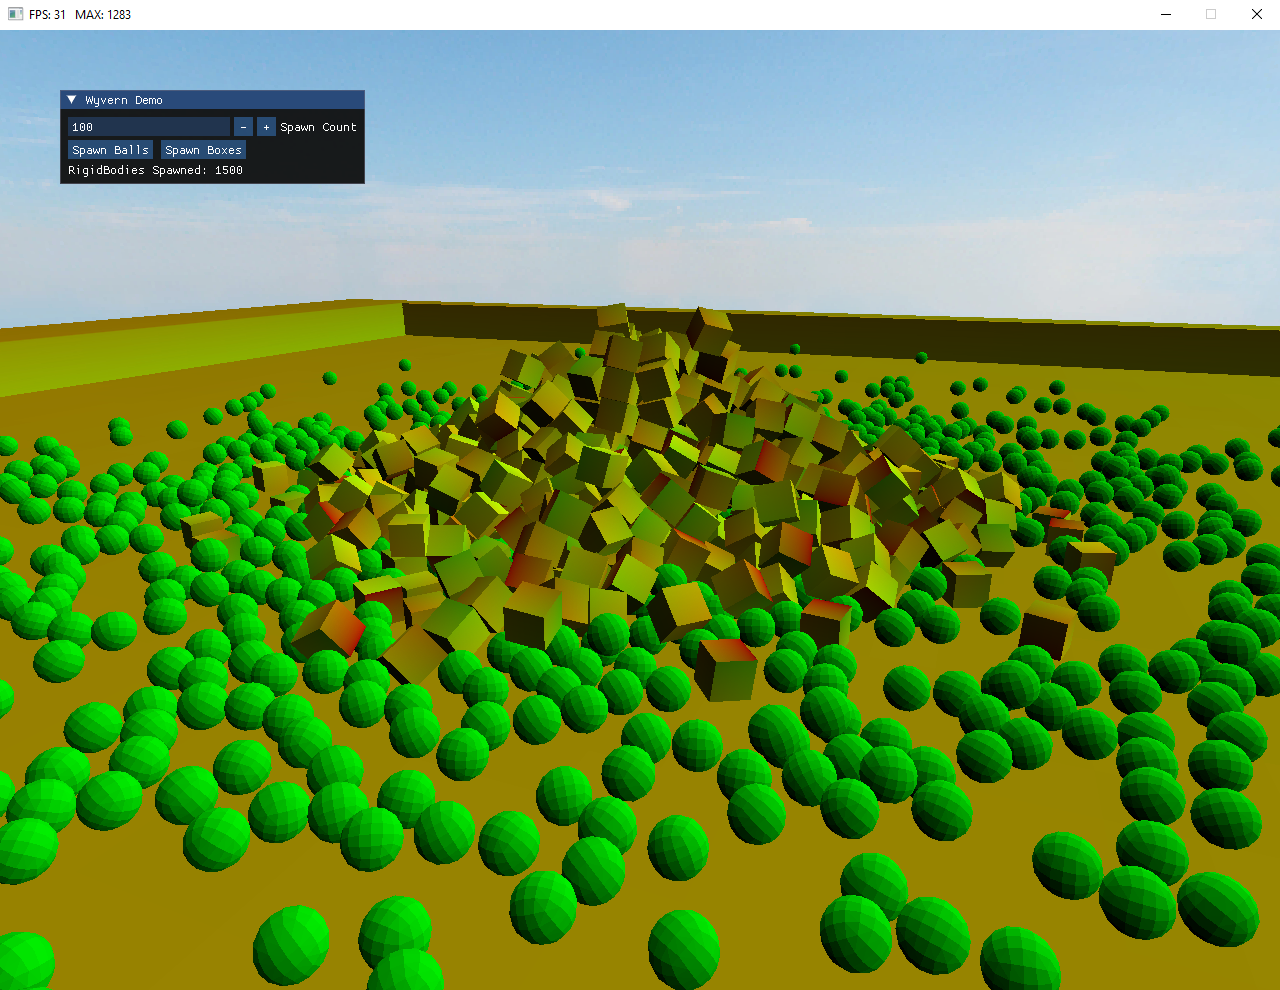 FPS: 31 MAX: 1283
Wyvern Demo
100 - + Spawn Count
Spawn Balls Spawn Boxes
RigidBodies Spawned: 1500